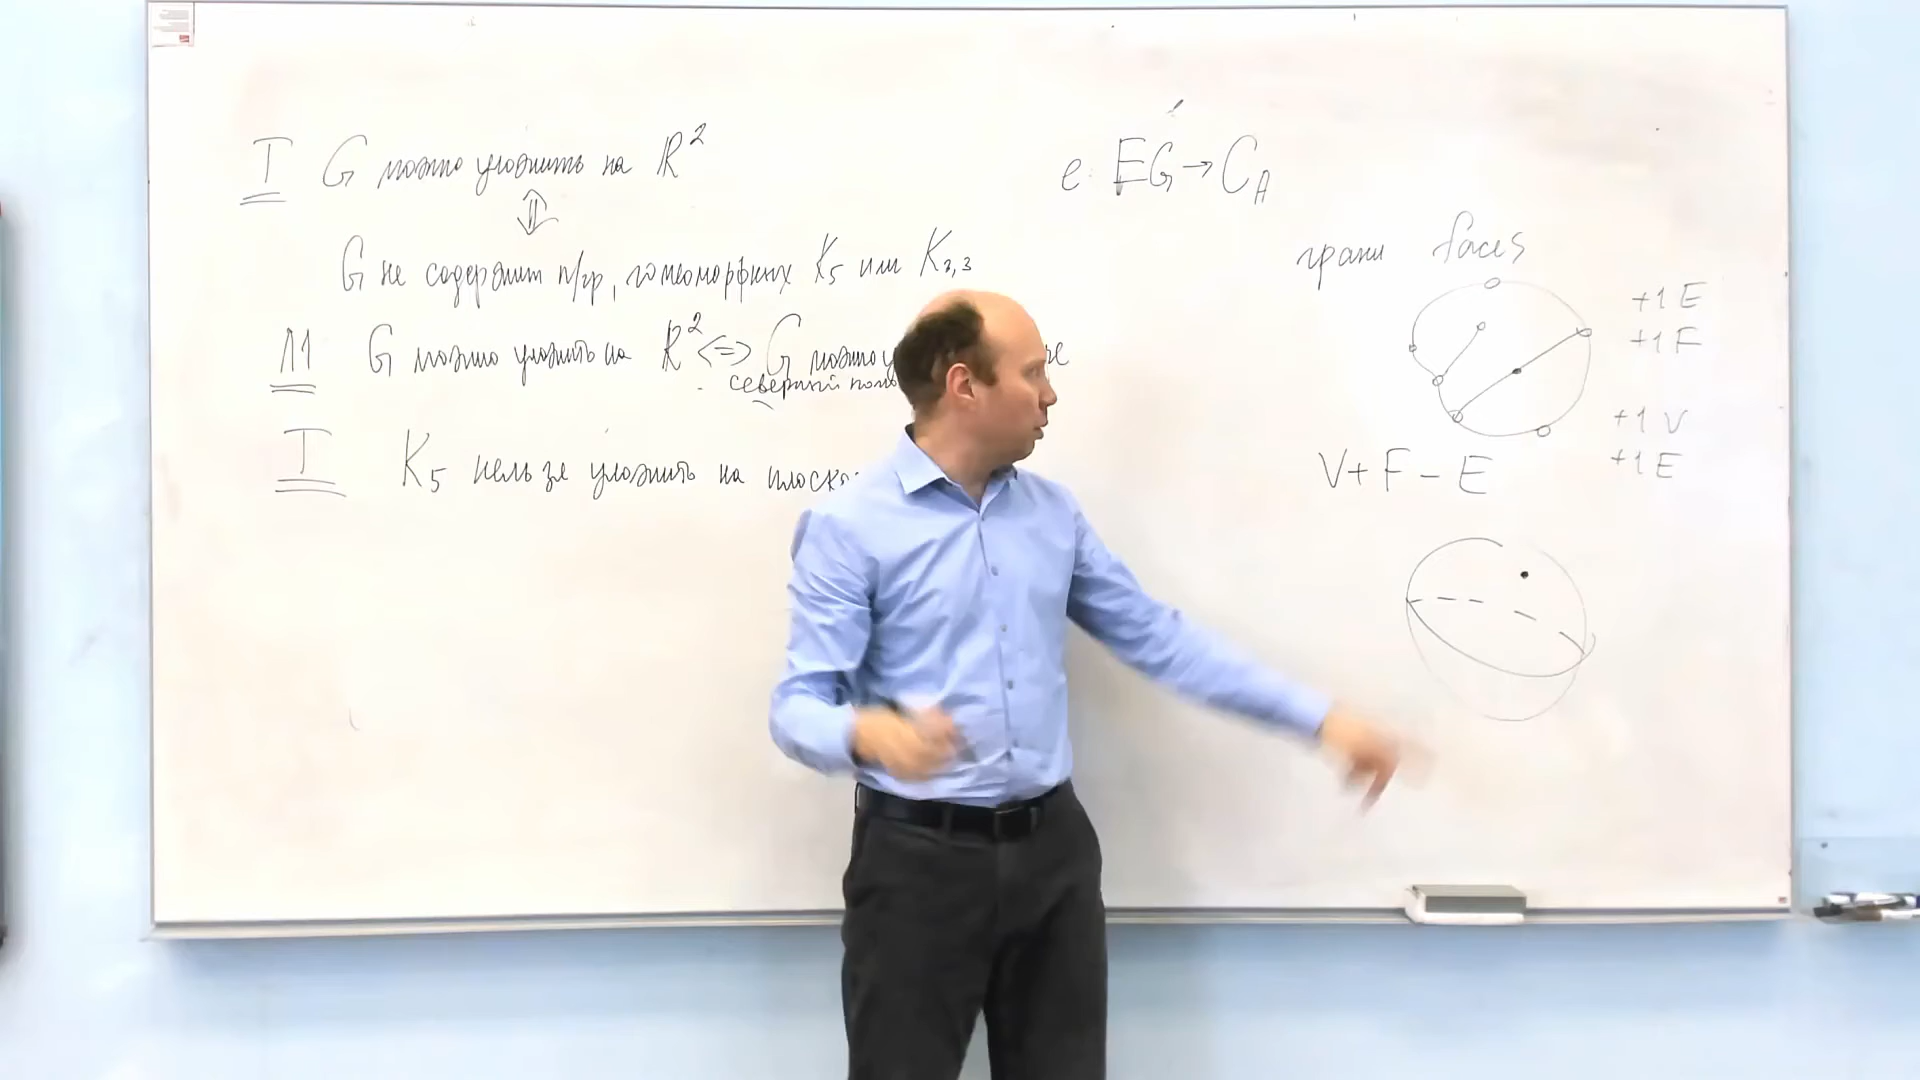 T G можно уложить на R²
⇕
G не содержит п/гр, гомеоморфных K₅ или K₃,₃
Л1 G можно уложить на R² <=> G можно у
северный полю
T K₅ нельзя уложить на плоско
e: EG → C_A
грани faces
+1 E
+1 F
+1 V
+1 E
V + F - E